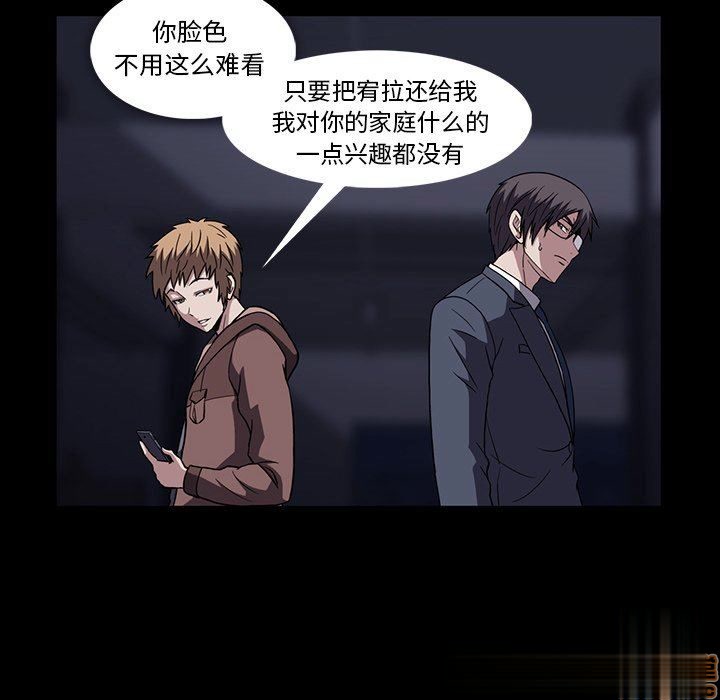 你脸色
不用这么难看
只要把宥拉还给我
我对你的家庭什么的
一点兴趣都没有